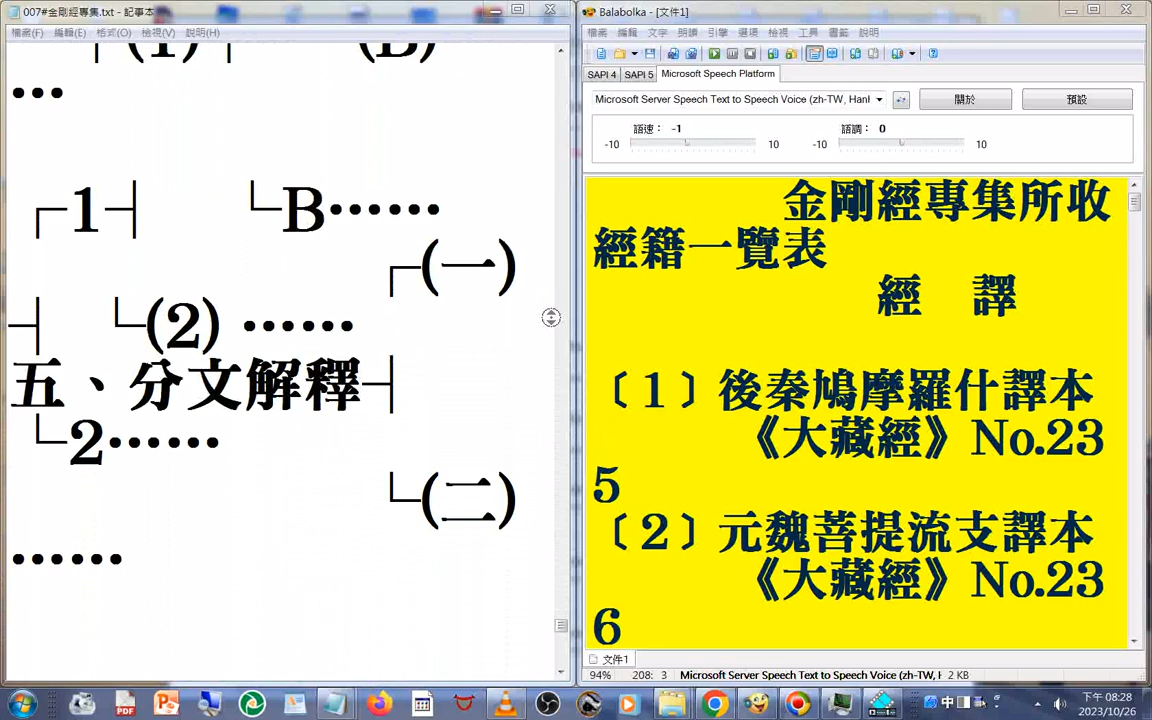 007#金剛經專集.txt - 記事本
檔案(F) 編輯(E) 格式(O) 檢視(V) 說明(H)
┌(1)┤ (B)
…
┌1┤ └B……
┌(一)
┤ └(2) ……
五、分文解釋┤
└2……
└(二)
……
Balabolka - [文件1]
檔案 編輯 文字 朗讀 引擎 選項 檢視 工具 書籤 說明
SAPI 4 SAPI 5 Microsoft Speech Platform
Microsoft Server Speech Text to Speech Voice (zh-TW, Hanl
關於
預設
語速： -1
語調： 0
-10 10 -10 10
金剛經專集所收
經籍一覽表
經 譯
〔１〕後秦鳩摩羅什譯本
《大藏經》No.23
5
〔２〕元魏菩提流支譯本
《大藏經》No.23
6
文件1
94% 208: 3 Microsoft Server Speech Text to Speech Voice (zh-TW, H 2 KB
中
下午 08:28
2023/10/26